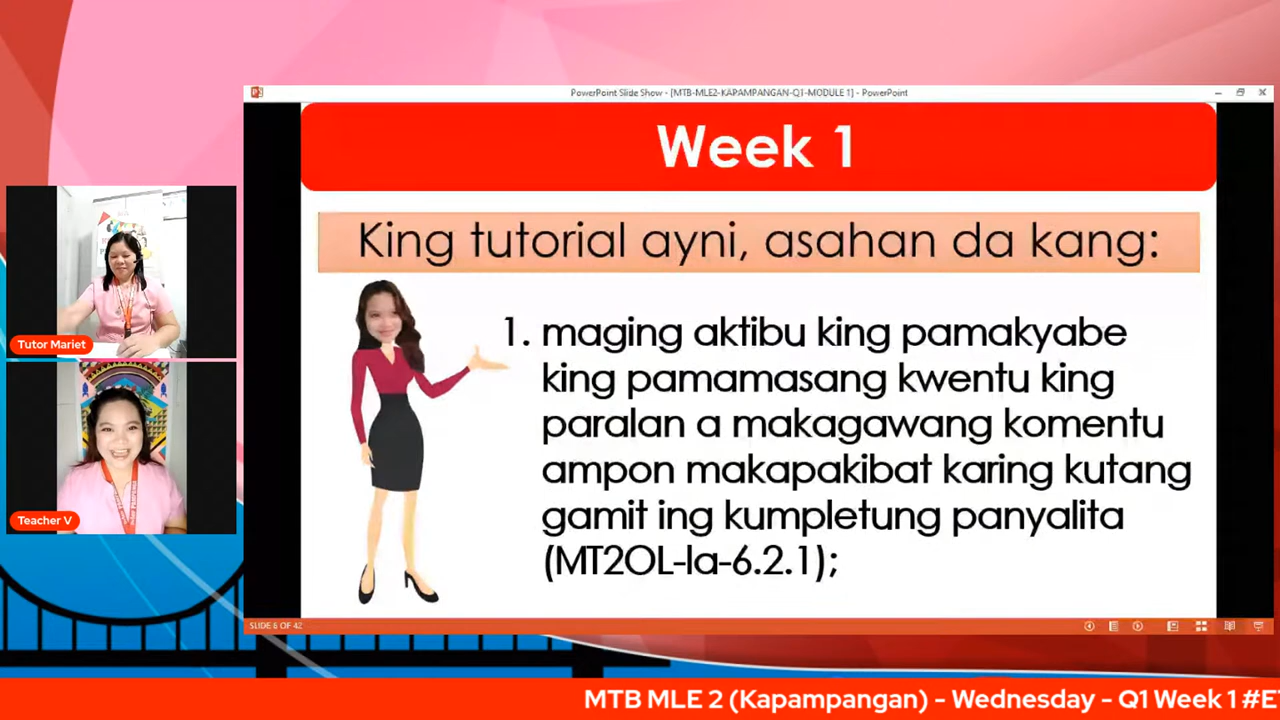 PowerPoint Slide Show - [MTB-MLE2-KAPAMPANGAN-Q1-MODULE 1] - PowerPoint
Week 1
King tutorial ayni, asahan da kang:
1. maging aktibu king pamakyabe
king pamamasang kwentu king
paralan a makagawang komentu
ampon makapakibat karing kutang
gamit ing kumpletung panyalita
(MT2OL-Ia-6.2.1);
Tutor Mariet
Teacher V
SLIDE 6 OF 42
MTB MLE 2 (Kapampangan) - Wednesday - Q1 Week 1 #E